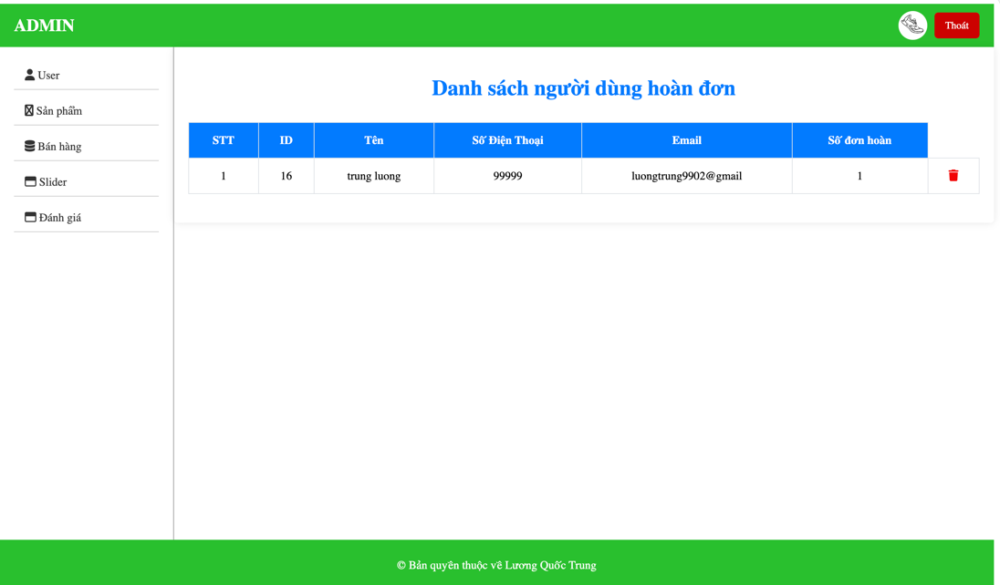 ADMIN
Thoát
User
Sản phẩm
Bán hàng
Slider
Đánh giá
Danh sách người dùng hoàn đơn
STT ID Tên Số Điện Thoại Email Số đơn hoàn
1 16 trung luong 99999 luongtrung9902@gmail 1
© Bản quyền thuộc về Lương Quốc Trung